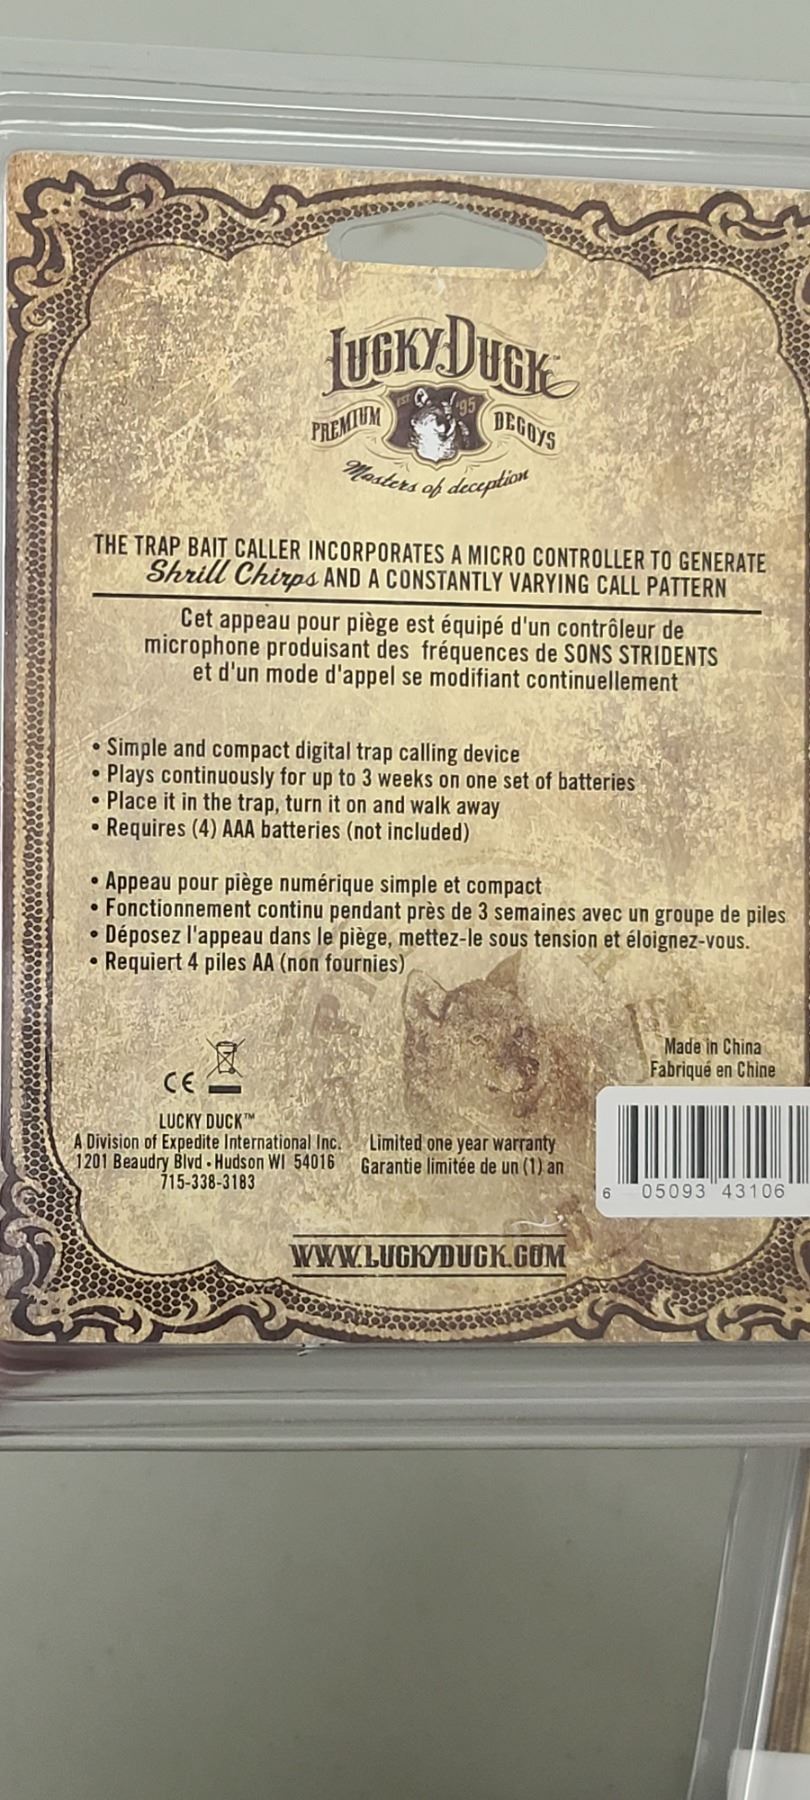 LUCKY DUCK™
PREMIUM EST '95 DECOYS
Masters of deception
THE TRAP BAIT CALLER INCORPORATES A MICRO CONTROLLER TO GENERATE
Shrill Chirps AND A CONSTANTLY VARYING CALL PATTERN
Cet appeau pour piège est équipé d'un contrôleur de
microphone produisant des fréquences de SONS STRIDENTS
et d'un mode d'appel se modifiant continuellement
• Simple and compact digital trap calling device
• Plays continuously for up to 3 weeks on one set of batteries
• Place it in the trap, turn it on and walk away
• Requires (4) AAA batteries (not included)
• Appeau pour piège numérique simple et compact
• Fonctionnement continu pendant près de 3 semaines avec un groupe de piles
• Déposez l'appeau dans le piège, mettez-le sous tension et éloignez-vous.
• Requiert 4 piles AA (non fournies)
Made in China
Fabriqué en Chine
CE
LUCKY DUCK™
A Division of Expedite International Inc.
1201 Beaudry Blvd • Hudson WI 54016
715-338-3183
Limited one year warranty
Garantie limitée de un (1) an
6 05093 43106
WWW.LUCKYDUCK.COM